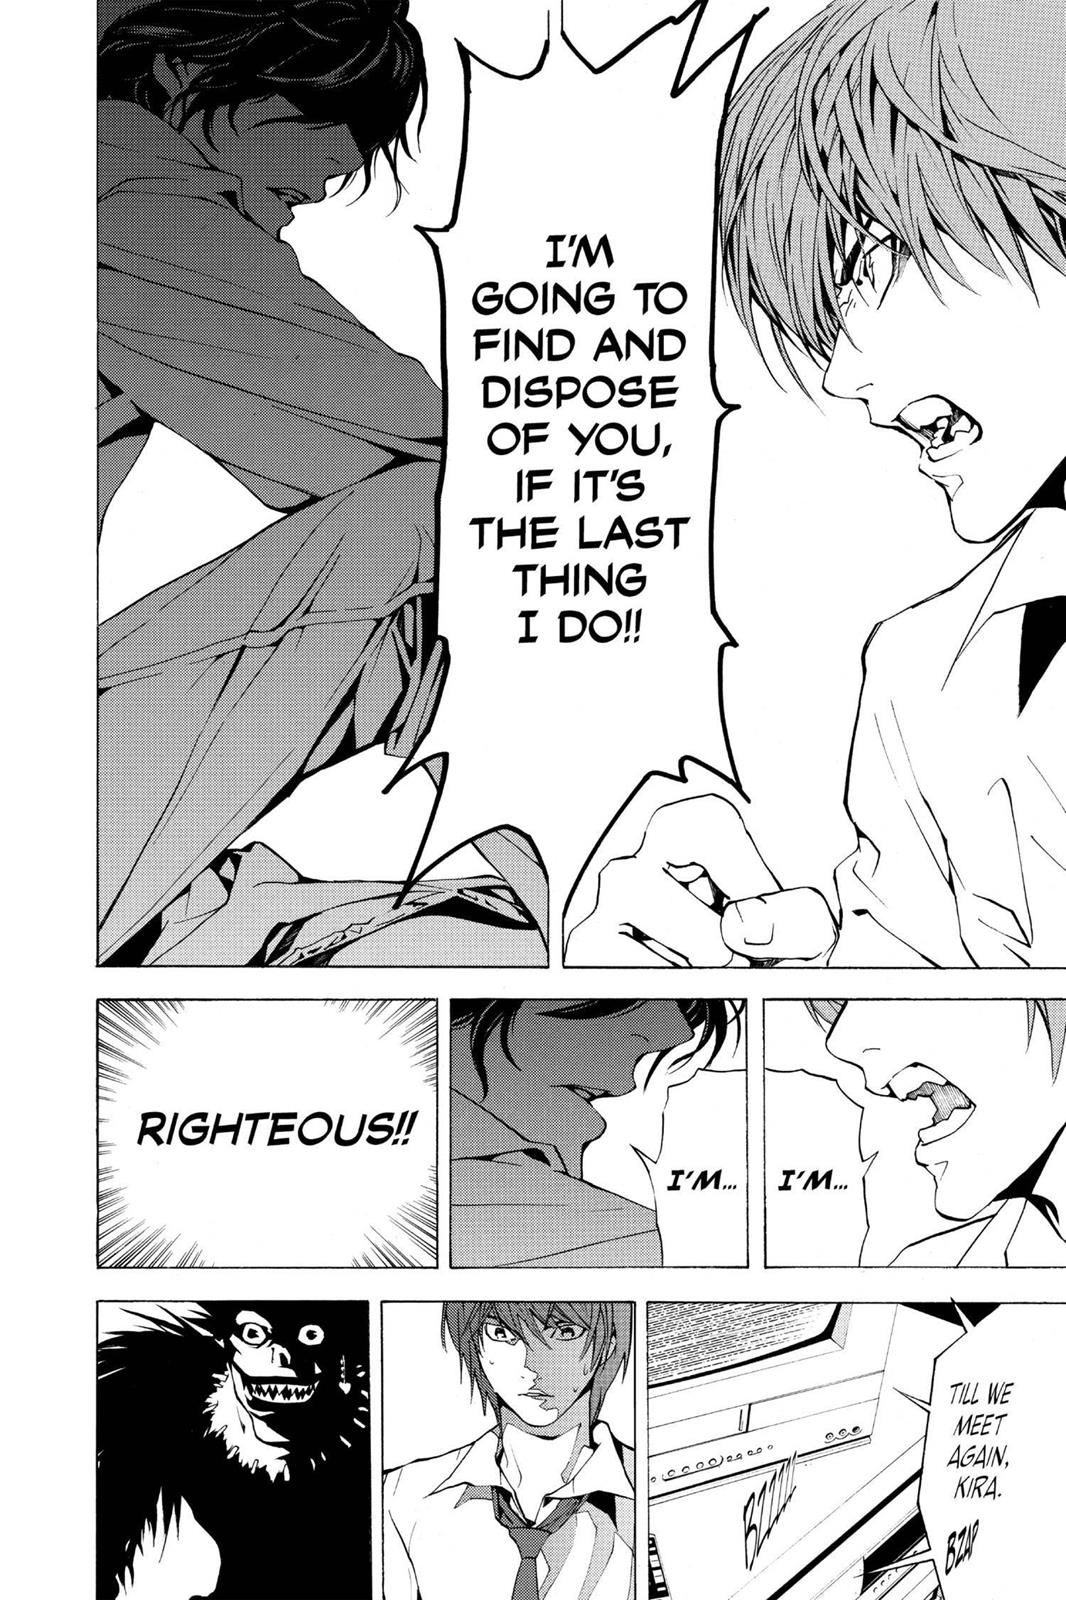 I'M
GOING TO
FIND AND
DISPOSE
OF YOU,
IF IT'S
THE LAST
THING
I DO!!
I'M...
I'M...
RIGHTEOUS!!
TILL WE
MEET
AGAIN,
KIRA.
BZAP
BZZZZ